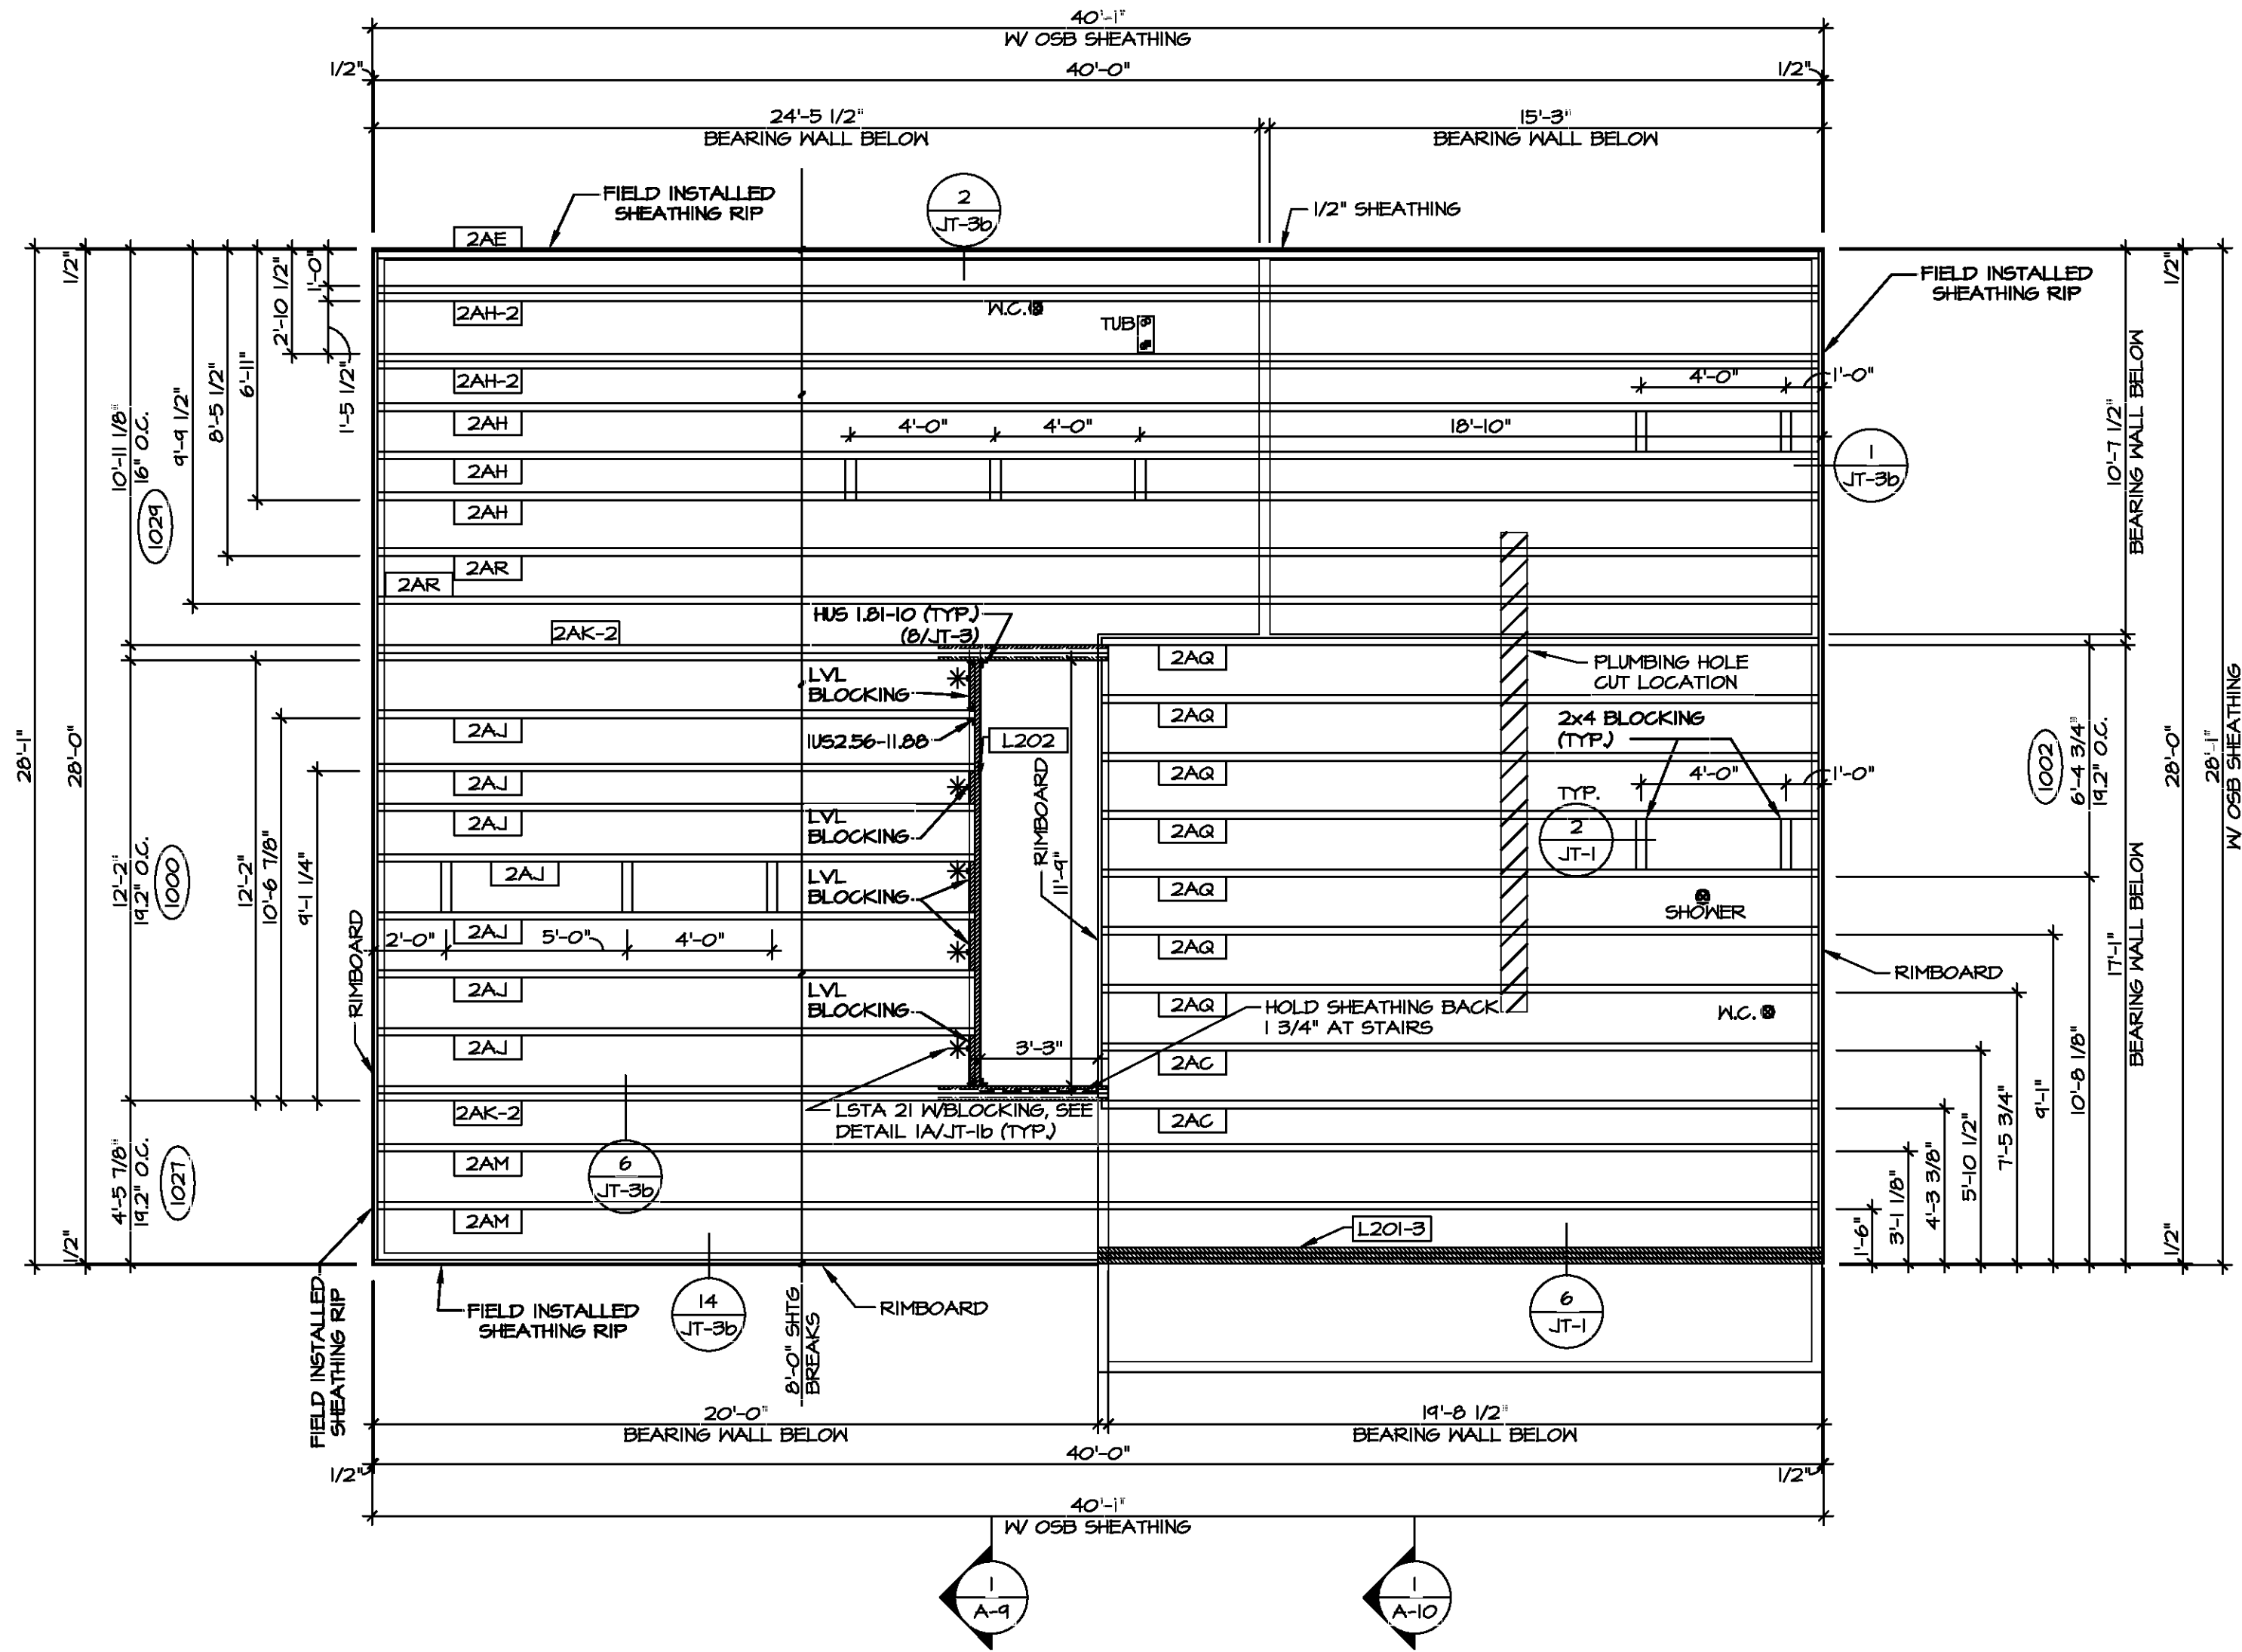 40'-1"
W/ OSB SHEATHING
1/2"
40'-0"
1/2"
24'-5 1/2"
BEARING WALL BELOW
15'-3"
BEARING WALL BELOW
FIELD INSTALLED
SHEATHING RIP
2
JT-3b
1/2" SHEATHING
2AE
FIELD INSTALLED
SHEATHING RIP
1/2"
1/2"
28'-1"
28'-0"
10'-11 1/8"
16" O.C.
1029
9'-9 1/2"
8'-5 1/2"
6'-11"
2'-10 1/2"
1'-0"
1'-5 1/2"
2AH-2
W.C.
TUB
2AH-2
4'-0"
1'-0"
2AH
4'-0"
4'-0"
18'-10"
2AH
1
JT-3b
2AH
2AR
2AR
10'-7 1/2"
BEARING WALL BELOW
HUS 1.81-10 (TYP.)
(8/JT-3)
2AK-2
2AQ
PLUMBING HOLE
CUT LOCATION
LVL
BLOCKING
2AJ
IUS2.56-11.88
L202
2AQ
2x4 BLOCKING
(TYP.)
2AJ
RIMBOARD
11'-9"
2AQ
4'-0"
1'-0"
TYP.
2
JT-1
2AJ
LVL
BLOCKING
2AQ
1002
6'-4 3/4"
19.2" O.C.
28'-0"
28'-1"
W/ OSB SHEATHING
12'-2"
19.2" O.C.
1000
12'-2"
10'-6 7/8"
9'-1 1/4"
2AJ
LVL
BLOCKING
2AQ
SHOWER
2'-0"
2AJ
5'-0"
4'-0"
2AQ
RIMBOARD
RIMBOARD
2AJ
LVL
BLOCKING
2AQ
HOLD SHEATHING BACK
1 3/4" AT STAIRS
W.C.
2AJ
3'-3"
2AC
17'-1"
BEARING WALL BELOW
2AK-2
LSTA 21 W/BLOCKING, SEE
DETAIL 1A/JT-1b (TYP.)
2AC
2AM
6
JT-3b
4'-5 7/8"
19.2" O.C.
1027
2AM
L201-3
1'-6"
3'-1 1/8"
4'-3 3/8"
5'-10 1/2"
7'-5 3/4"
9'-1"
10'-8 1/8"
1/2"
1/2"
FIELD INSTALLED
SHEATHING RIP
FIELD INSTALLED
SHEATHING RIP
14
JT-3b
8'-0" SHTG
BREAKS
RIMBOARD
6
JT-1
20'-0"
BEARING WALL BELOW
19'-8 1/2"
BEARING WALL BELOW
1/2"
40'-0"
1/2"
40'-1"
W/ OSB SHEATHING
1
A-9
1
A-10